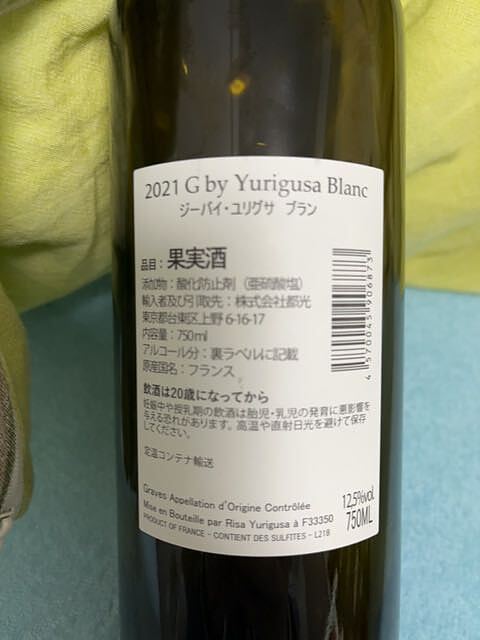 2021 G by Yurigusa Blanc
ジーバイ・ユリグサ ブラン
品目：果実酒
添加物：酸化防止剤（亜硫酸塩）
輸入者及び引取先：株式会社都光
東京都台東区上野6-16-17
内容量：750ml
アルコール分：裏ラベルに記載
原産国名：フランス
飲酒は20歳になってから
妊娠中や授乳期の飲酒は胎児・乳児の発育に悪影響を
与える恐れがあります。高温や直射日光を避けて保存
してください。
定温コンテナ輸送
4570045906873
Graves Appellation d'Origine Contrôlée
Mise en Bouteille par Risa Yurigusa à F33350
PRODUCT OF FRANCE - CONTIENT DES SULFITES - L21B
12,5%vol.
750ML